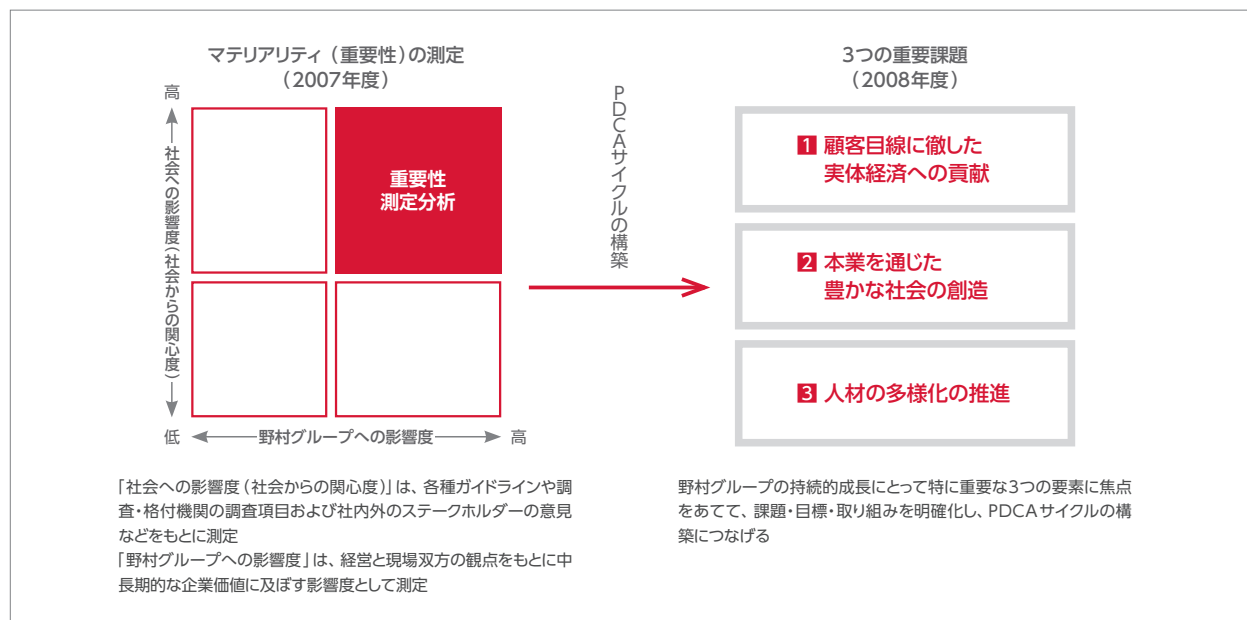 マテリアリティ(重要性)の測定
(2007年度)
高
社会への影響度(社会からの関心度)
低
野村グループへの影響度
高
重要性
測定分析
「社会への影響度(社会からの関心度)」は、各種ガイドラインや調
査・格付機関の調査項目および社内外のステークホルダーの意見
などをもとに測定
「野村グループへの影響度」は、経営と現場双方の観点をもとに中
長期的な企業価値に及ぼす影響度として測定
PDCAサイクルの構築
3つの重要課題
(2008年度)
1 顧客目線に徹した
実体経済への貢献
2 本業を通じた
豊かな社会の創造
3 人材の多様化の推進
野村グループの持続的成長にとって特に重要な3つの要素に焦点
をあてて、課題・目標・取り組みを明確化し、PDCAサイクルの構
築につなげる